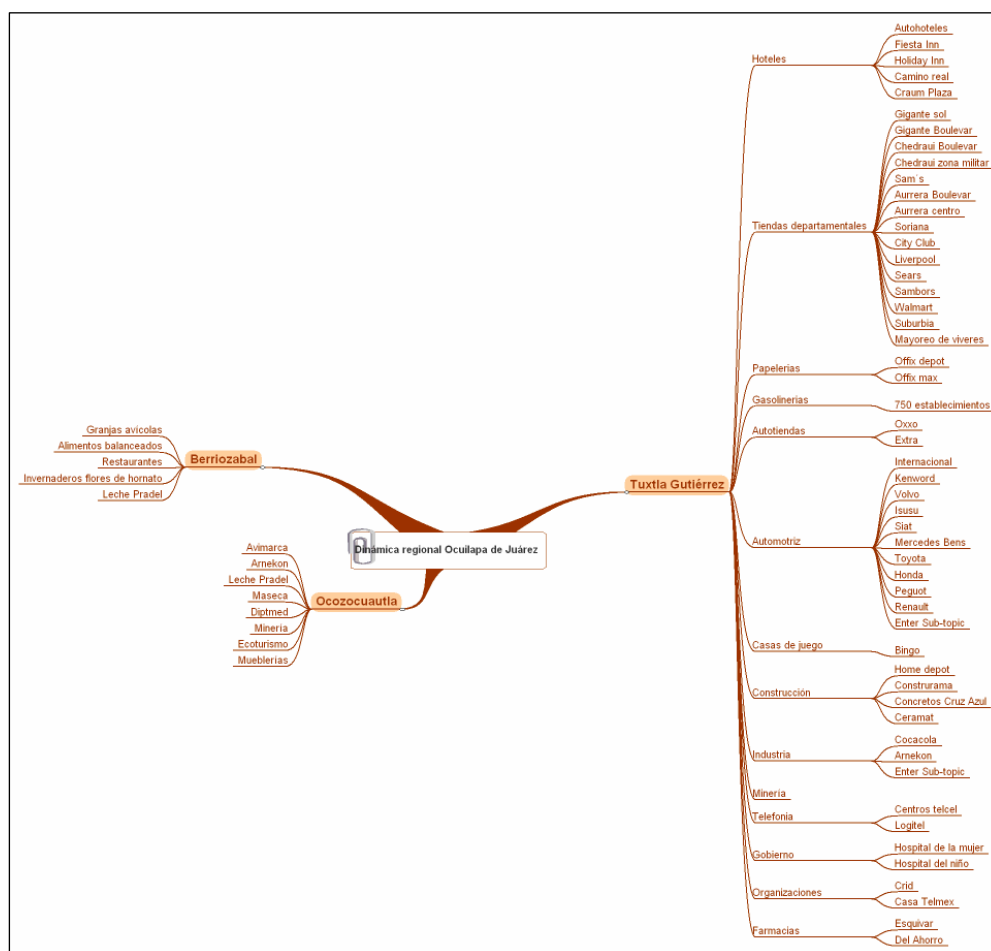 Dinámica regional Ocuilapa de Juárez
Berriozabal
Granjas avícolas
Alimentos balanceados
Restaurantes
Invernaderos flores de hornato
Leche Pradel
Ocozocuautla
Avimarca
Arnekon
Leche Pradel
Maseca
Diptmed
Mineria
Ecoturismo
Mueblerias
Tuxtla Gutiérrez
Hoteles
Autohoteles
Fiesta Inn
Holiday Inn
Camino real
Craum Plaza
Tiendas departamentales
Gigante sol
Gigante Boulevar
Chedraui Boulevar
Chedraui zona militar
Sam´s
Aurrera Boulevar
Aurrera centro
Soriana
City Club
Liverpool
Sears
Sambors
Walmart
Suburbia
Mayoreo de viveres
Papelerias
Offix depot
Offix max
Gasolinerias
750 establecimientos
Autotiendas
Oxxo
Extra
Automotriz
Internacional
Kenword
Volvo
Isusu
Siat
Mercedes Bens
Toyota
Honda
Peguot
Renault
Enter Sub-topic
Casas de juego
Bingo
Construcción
Home depot
Construrama
Concretos Cruz Azul
Ceramat
Industria
Cocacola
Arnekon
Enter Sub-topic
Mineria
Telefonia
Centros telcel
Logitel
Gobierno
Hospital de la mujer
Hospital del niño
Organizaciones
Crid
Casa Telmex
Farmacias
Esquivar
Del Ahorro